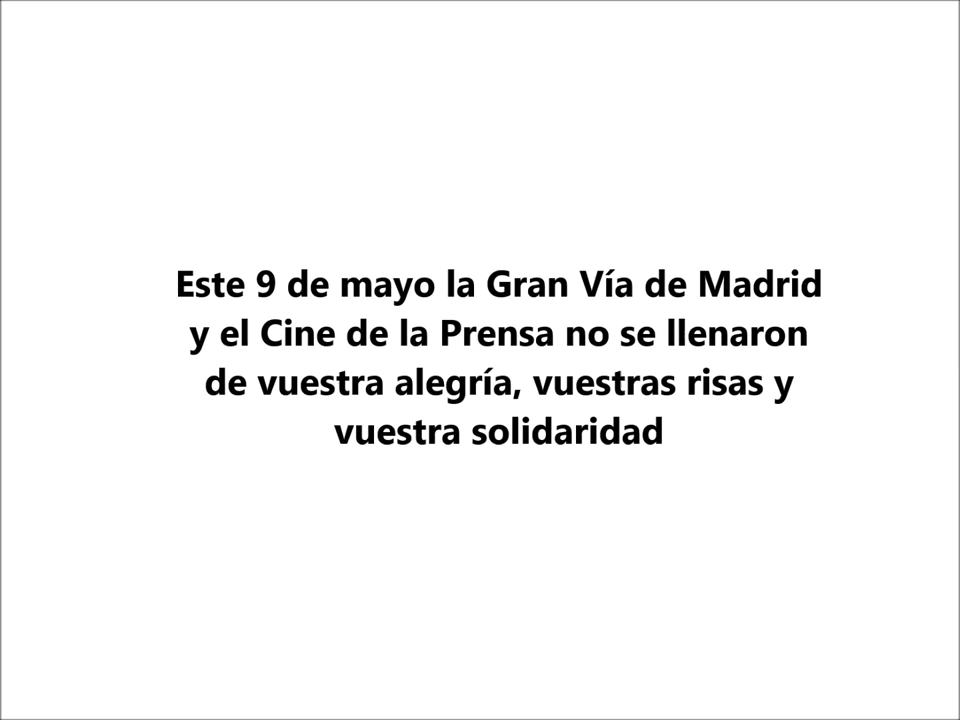 Este 9 de mayo la Gran Vía de Madrid
y el Cine de la Prensa no se llenaron
de vuestra alegría, vuestras risas y
vuestra solidaridad